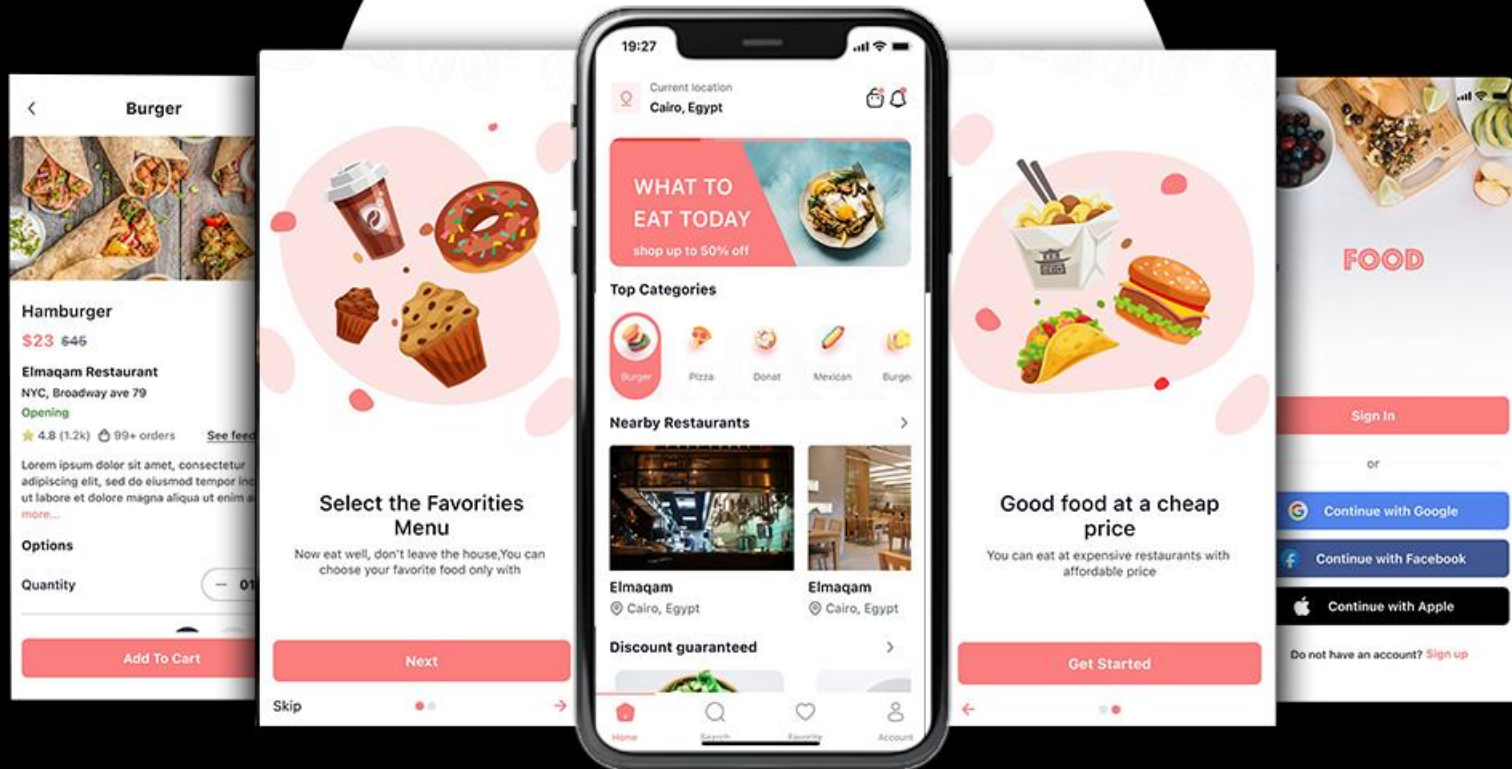 Burger
Hamburger
$23 $45
Elmaqam Restaurant
NYC, Broadway ave 79
Opening
4.8 (1.2k) 99+ orders See
Lorem ipsum dolor sit amet, consectetur
adipiscing elit, sed do eiusmod tempor
ut labore et dolore magna aliqua ut enim
more...
Options
Quantity
01
Add To Cart
Select the Favorities
Menu
Now eat well, don't leave the house,You can
choose your favorite food only with
Next
Skip
19:27
Current location
Cairo, Egypt
WHAT TO
EAT TODAY
shop up to 50% off
Top Categories
Burger Pizza Donat Mexican Burger
Nearby Restaurants
Elmaqam Elmaqam
Cairo, Egypt Cairo, Egypt
Discount guaranteed
Home Search Favorite Account
Good food at a cheap
price
You can eat at expensive restaurants with
affordable price
Get Started
FOOD
Sign In
or
Continue with Google
Continue with Facebook
Continue with Apple
Do not have an account? Sign up